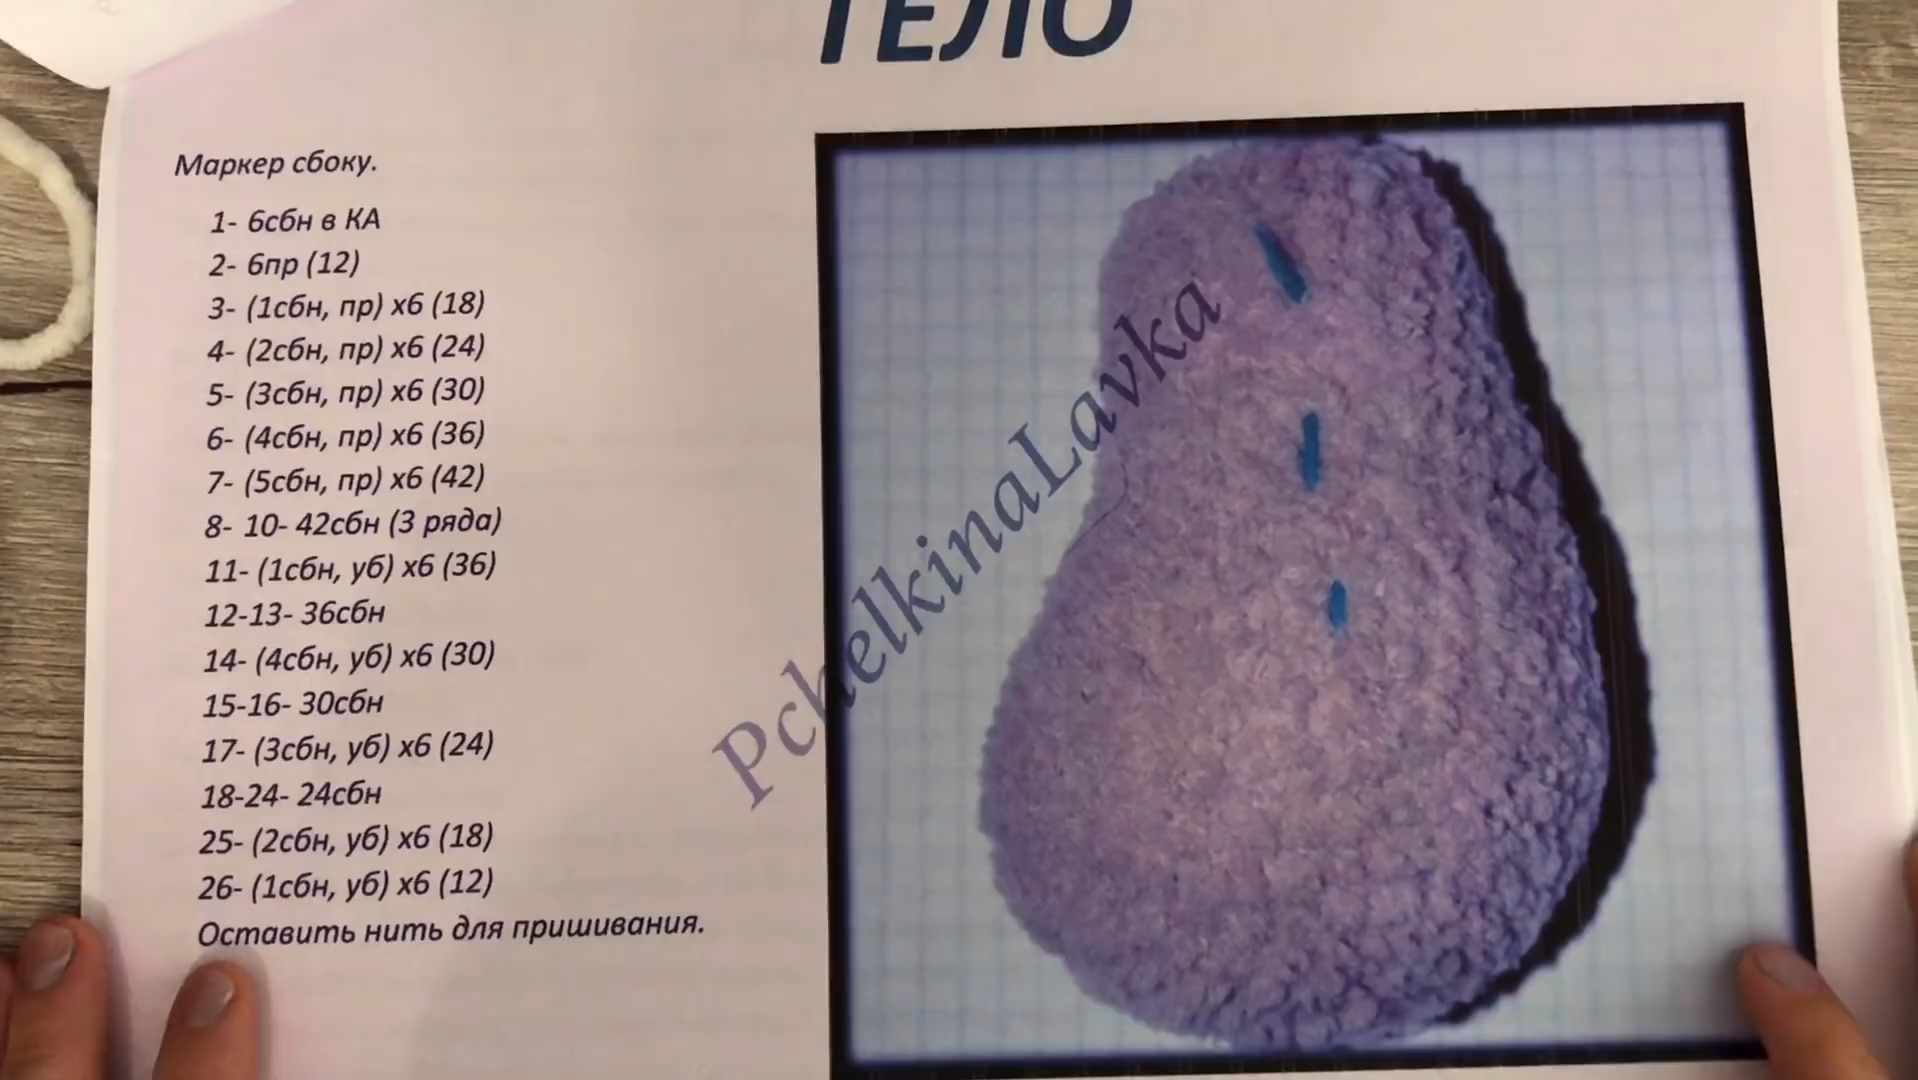 ТЕЛО
Маркер сбоку.
1- 6сбн в КА
2- 6пр (12)
3- (1сбн, пр) х6 (18)
4- (2сбн, пр) х6 (24)
5- (3сбн, пр) х6 (30)
6- (4сбн, пр) х6 (36)
7- (5сбн, пр) х6 (42)
8- 10- 42сбн (3 ряда)
11- (1сбн, уб) х6 (36)
12-13- 36сбн
14- (4сбн, уб) х6 (30)
15-16- 30сбн
17- (3сбн, уб) х6 (24)
18-24- 24сбн
25- (2сбн, уб) х6 (18)
26- (1сбн, уб) х6 (12)
Оставить нить для пришивания.
PchelkinaLavka